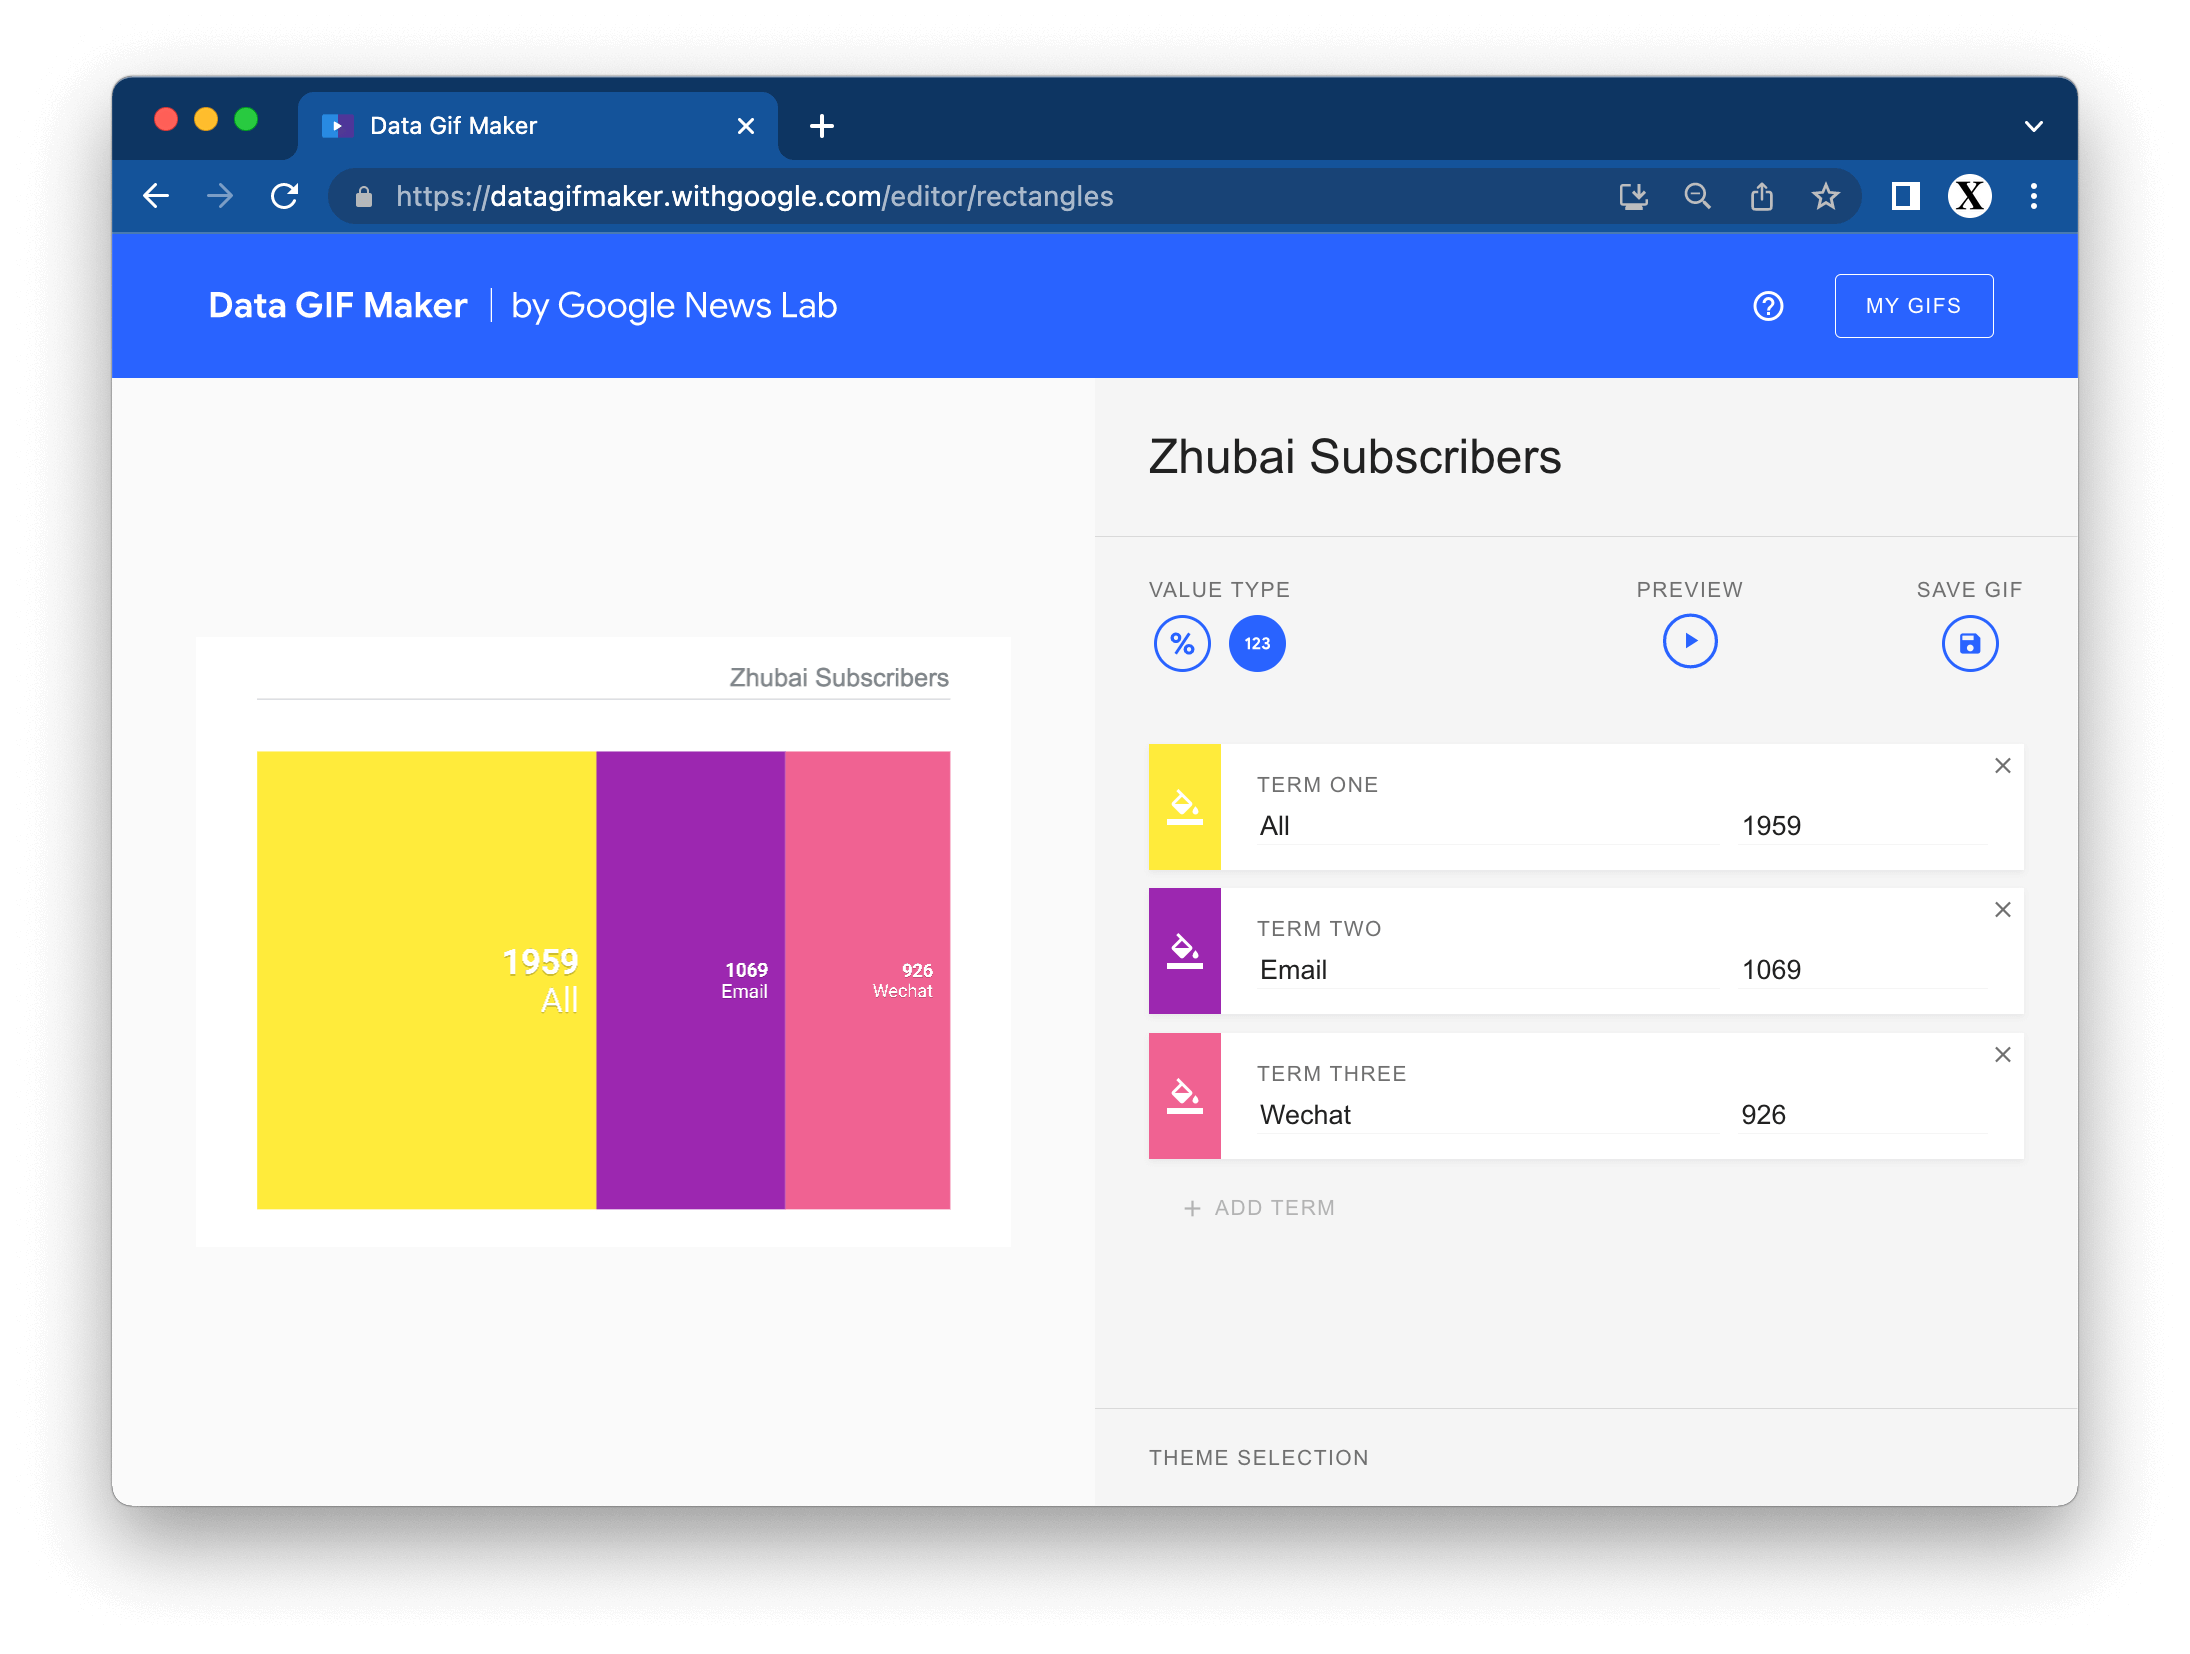 Data Gif Maker
https://datagifmaker.withgoogle.com/editor/rectangles
X
Data GIF Maker | by Google News Lab
MY GIFS
Zhubai Subscribers
1959
All
1069
Email
926
Wechat
Zhubai Subscribers
VALUE TYPE
PREVIEW
SAVE GIF
%
123
TERM ONE
All
1959
TERM TWO
Email
1069
TERM THREE
Wechat
926
+ ADD TERM
THEME SELECTION